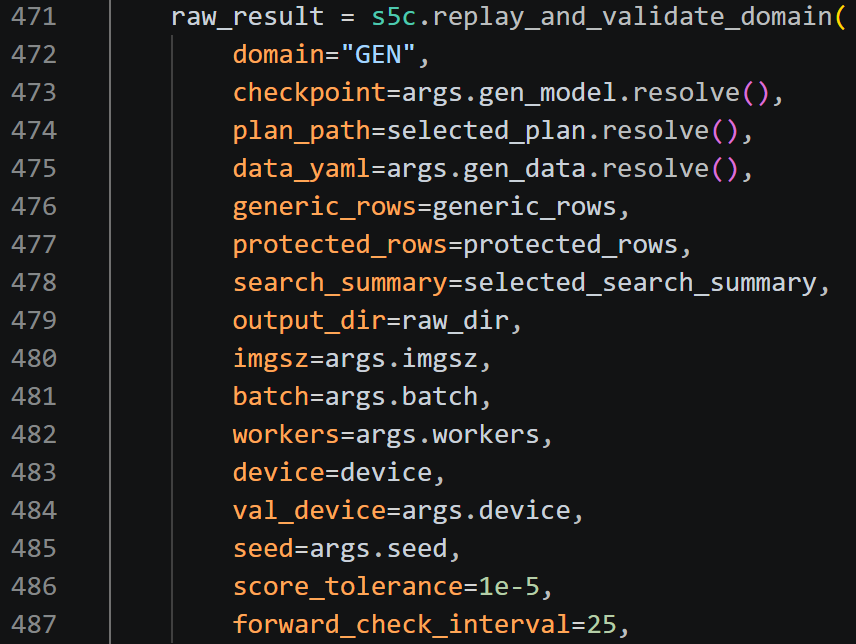 471 raw_result = s5c.replay_and_validate_domain(
472 domain="GEN",
473 checkpoint=args.gen_model.resolve(),
474 plan_path=selected_plan.resolve(),
475 data_yaml=args.gen_data.resolve(),
476 generic_rows=generic_rows,
477 protected_rows=protected_rows,
478 search_summary=selected_search_summary,
479 output_dir=raw_dir,
480 imgsz=args.imgsz,
481 batch=args.batch,
482 workers=args.workers,
483 device=device,
484 val_device=args.device,
485 seed=args.seed,
486 score_tolerance=1e-5,
487 forward_check_interval=25,